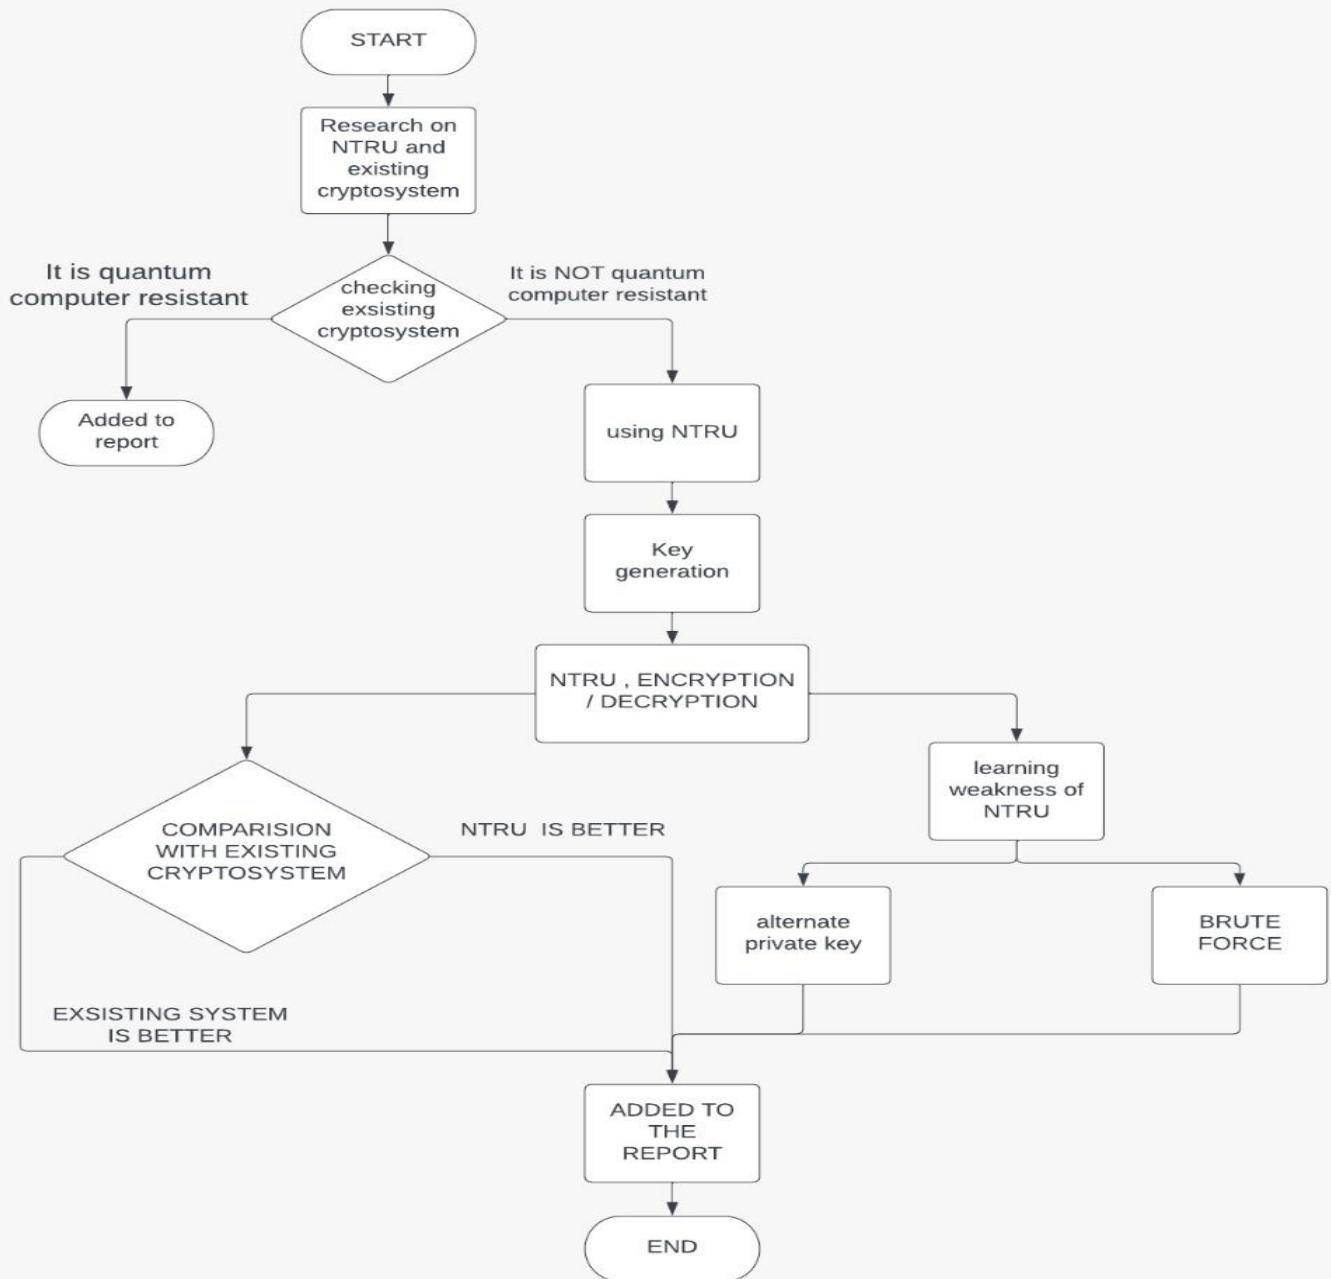 START
Research on
NTRU and
existing
cryptosystem
It is quantum
computer resistant
checking
exsisting
cryptosystem
It is NOT quantum
computer resistant
Added to
report
using NTRU
Key
generation
NTRU , ENCRYPTION
/ DECRYPTION
learning
weakness of
NTRU
COMPARISION
WITH EXISTING
CRYPTOSYSTEM
NTRU IS BETTER
alternate
private key
BRUTE
FORCE
EXSISTING SYSTEM
IS BETTER
ADDED TO
THE
REPORT
END